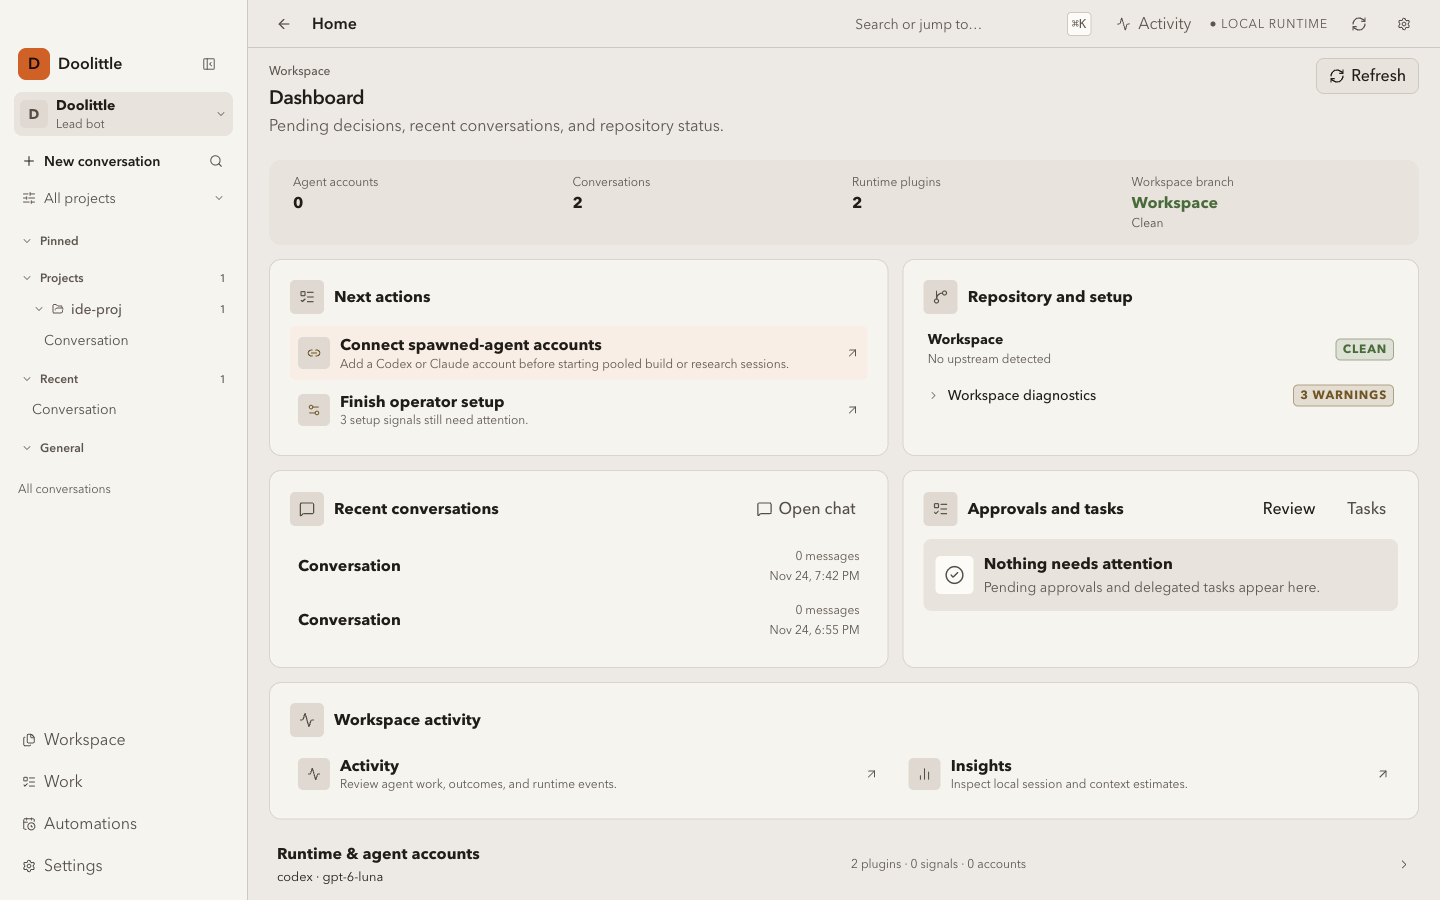 D Doolittle
D Doolittle
Lead bot
New conversation
All projects
Pinned
Projects 1
ide-proj 1
Conversation
Recent 1
Conversation
General
All conversations
Workspace
Work
Automations
Settings
Home
Search or jump to…
⌘K
Activity
• LOCAL RUNTIME
Workspace
Dashboard
Pending decisions, recent conversations, and repository status.
Refresh
Agent accounts
0
Conversations
2
Runtime plugins
2
Workspace branch
Workspace
Clean
Next actions
Connect spawned-agent accounts
Add a Codex or Claude account before starting pooled build or research sessions.
Finish operator setup
3 setup signals still need attention.
Repository and setup
Workspace
No upstream detected
CLEAN
Workspace diagnostics
3 WARNINGS
Recent conversations
Open chat
Conversation
0 messages
Nov 24, 7:42 PM
Conversation
0 messages
Nov 24, 6:55 PM
Approvals and tasks
Review
Tasks
Nothing needs attention
Pending approvals and delegated tasks appear here.
Workspace activity
Activity
Review agent work, outcomes, and runtime events.
Insights
Inspect local session and context estimates.
Runtime & agent accounts
codex · gpt-6-luna
2 plugins · 0 signals · 0 accounts